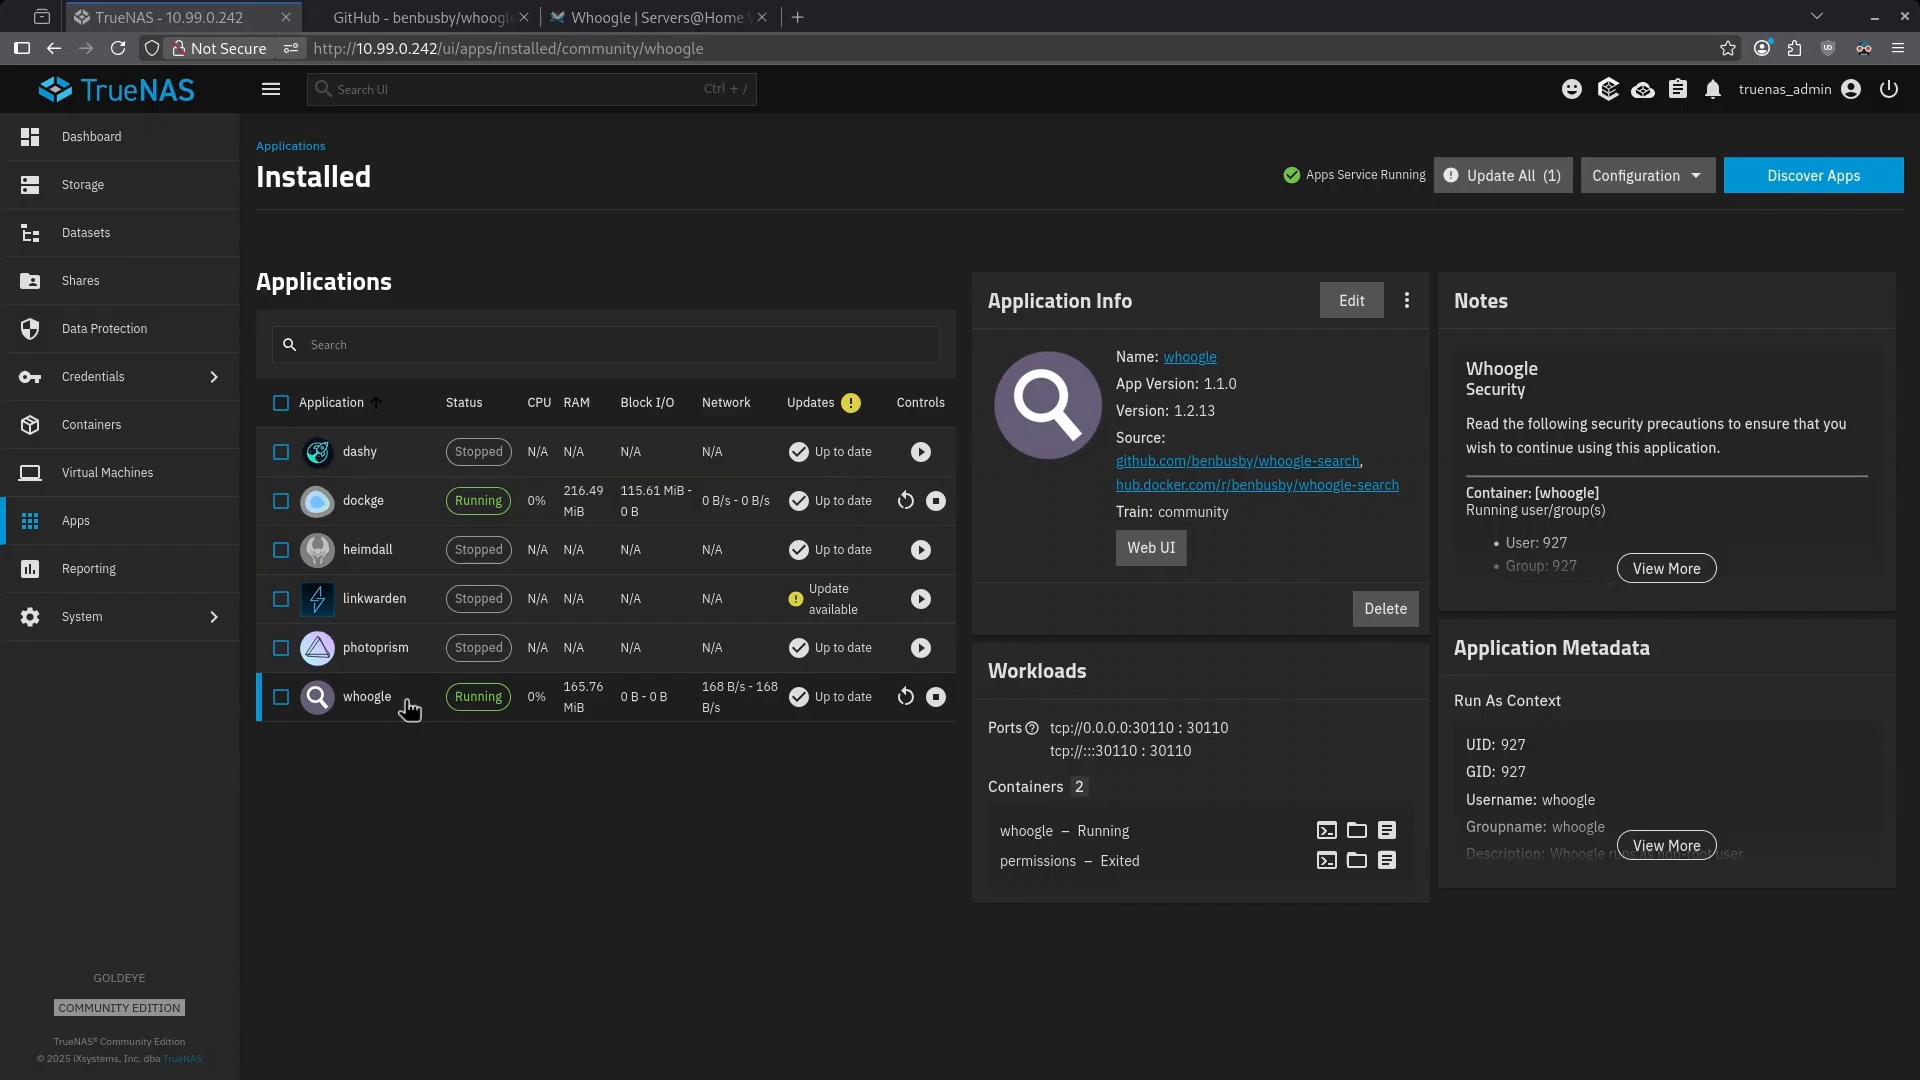 TrueNAS - 10.99.0.242
GitHub - benbusby/whoogle
Whoogle | Servers@Home
Not Secure
http://10.99.0.242/ui/apps/installed/community/whoogle
TrueNAS
Search UI
Ctrl + /
truenas_admin
Dashboard
Storage
Datasets
Shares
Data Protection
Credentials
Containers
Virtual Machines
Apps
Reporting
System
GOLDEYE
COMMUNITY EDITION
TrueNAS® Community Edition
© 2025 iXsystems, Inc. dba TrueNAS
Applications
Installed
Apps Service Running
Update All (1)
Configuration
Discover Apps
Applications
Search
Application Status CPU RAM Block I/O Network Updates Controls
dashy Stopped N/A N/A N/A N/A Up to date
dockge Running 0% 216.49 MiB 115.61 MiB - 0 B 0 B/s - 0 B/s Up to date
heimdall Stopped N/A N/A N/A N/A Up to date
linkwarden Stopped N/A N/A N/A N/A Update available
photoprism Stopped N/A N/A N/A N/A Up to date
whoogle Running 0% 165.76 MiB 0 B - 0 B 168 B/s - 168 B/s Up to date
Application Info
Edit
Name: whoogle
App Version: 1.1.0
Version: 1.2.13
Source:
github.com/benbusby/whoogle-search,
hub.docker.com/r/benbusby/whoogle-search
Train: community
Web UI
Delete
Workloads
Ports tcp://0.0.0.0:30110 : 30110
tcp://:::30110 : 30110
Containers 2
whoogle – Running
permissions – Exited
Notes
Whoogle
Security
Read the following security precautions to ensure that you
wish to continue using this application.
Container: [whoogle]
Running user/group(s)
• User: 927
• Group: 927
View More
Application Metadata
Run As Context
UID: 927
GID: 927
Username: whoogle
Groupname: whoogle
Description: Whoogle runs as non-root user.
View More